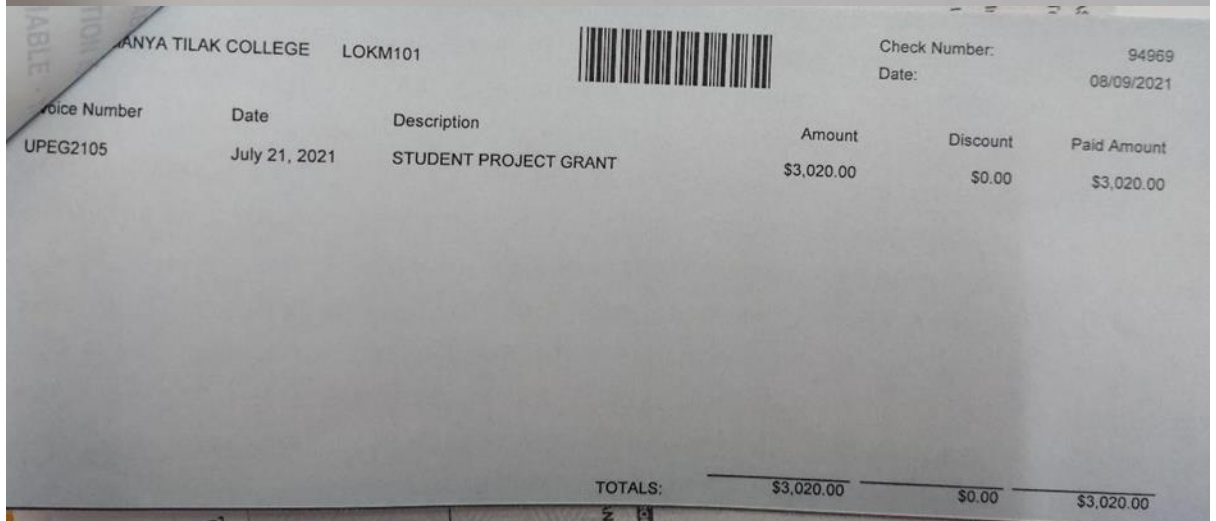 ANYA TILAK COLLEGE LOKM101
Check Number: 94969
Date: 08/09/2021
voice Number Date Description Amount Discount Paid Amount
UPEG2105 July 21, 2021 STUDENT PROJECT GRANT $3,020.00 $0.00 $3,020.00
TOTALS: $3,020.00 $0.00 $3,020.00